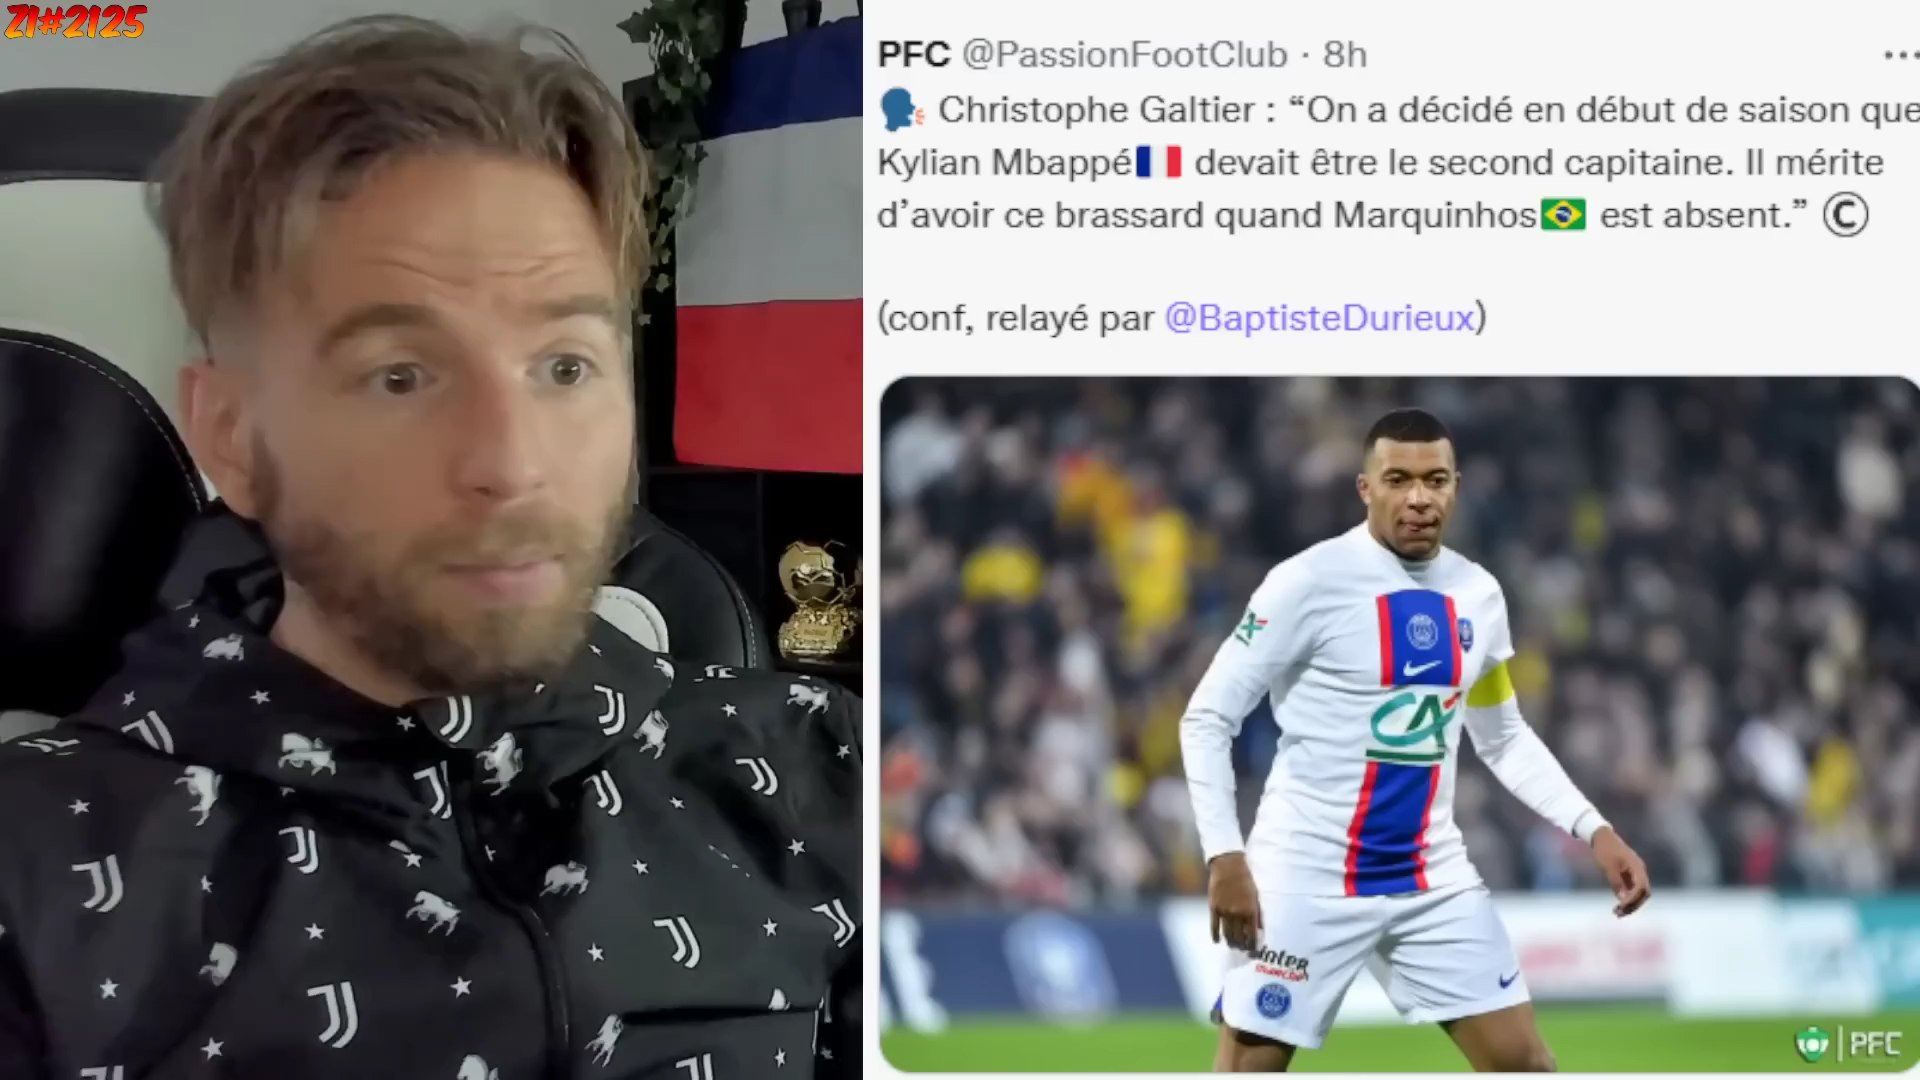 Z1#2125
PFC @PassionFootClub · 8h
Christophe Galtier : “On a décidé en début de saison que
Kylian Mbappé devait être le second capitaine. Il mérite
d’avoir ce brassard quand Marquinhos est absent.” ©
(conf, relayé par @BaptisteDurieux)
CA
PFC